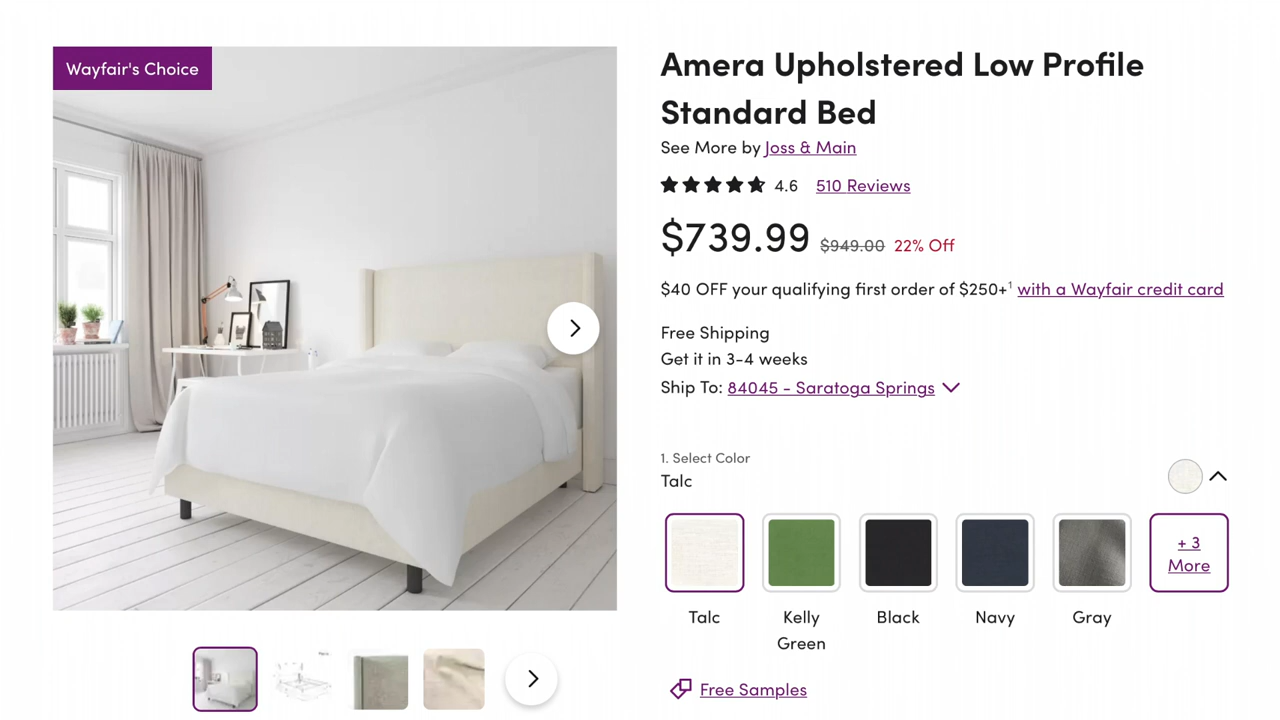 Wayfair's Choice
Amera Upholstered Low Profile
Standard Bed
See More by Joss & Main
4.6 510 Reviews
$739.99 $949.00 22% Off
$40 OFF your qualifying first order of $250+¹ with a Wayfair credit card
Free Shipping
Get it in 3-4 weeks
Ship To: 84045 - Saratoga Springs
1. Select Color
Talc
+ 3
More
Talc
Kelly
Green
Black
Navy
Gray
Free Samples